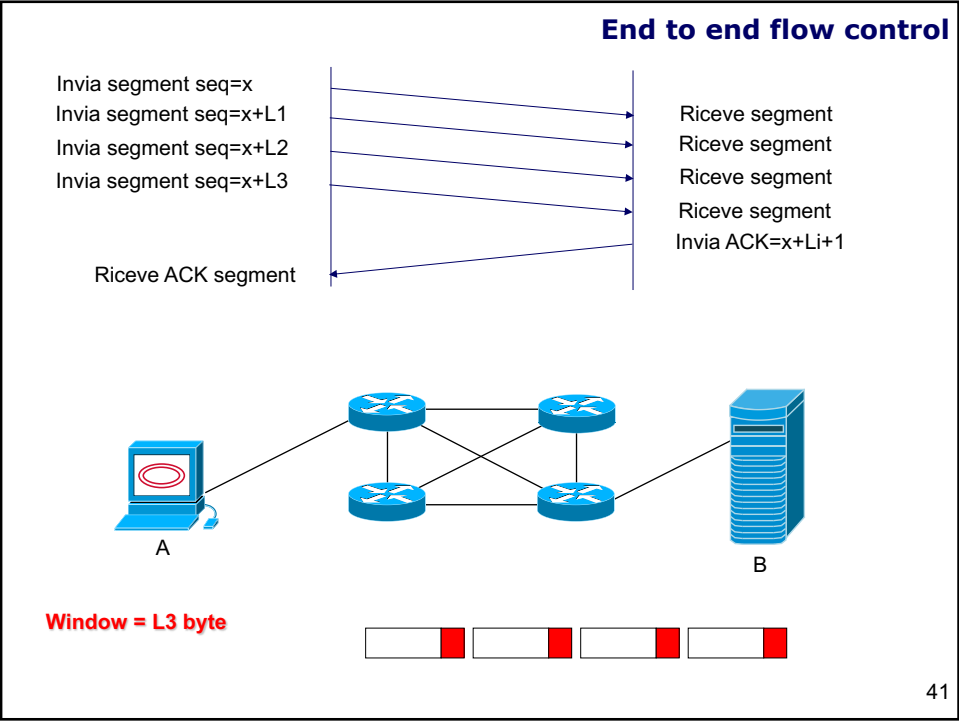 End to end flow control
Invia segment seq=x
Invia segment seq=x+L1
Invia segment seq=x+L2
Invia segment seq=x+L3
Riceve segment
Riceve segment
Riceve segment
Riceve segment
Invia ACK=x+Li+1
Riceve ACK segment
A
B
Window = L3 byte
41